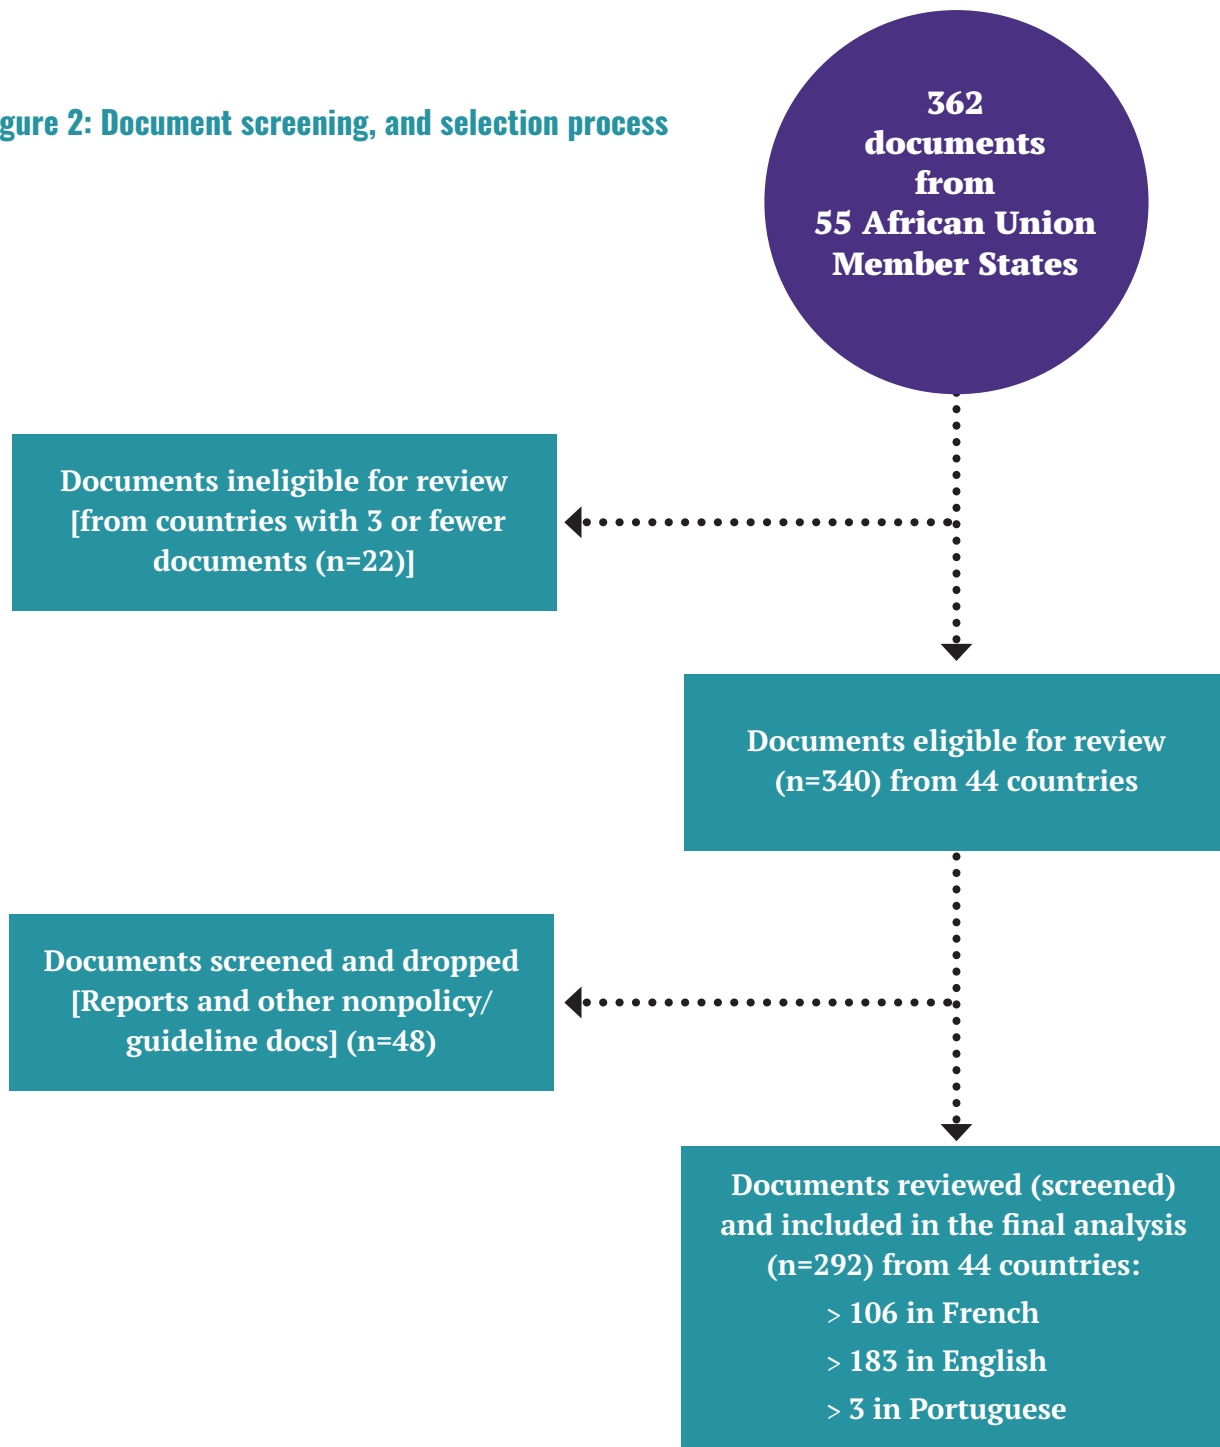 gure 2: Document screening, and selection process
362
documents
from
55 African Union
Member States
Documents ineligible for review
[from countries with 3 or fewer
documents (n=22)]
Documents eligible for review
(n=340) from 44 countries
Documents screened and dropped
[Reports and other nonpolicy/
guideline docs] (n=48)
Documents reviewed (screened)
and included in the final analysis
(n=292) from 44 countries:
> 106 in French
> 183 in English
> 3 in Portuguese